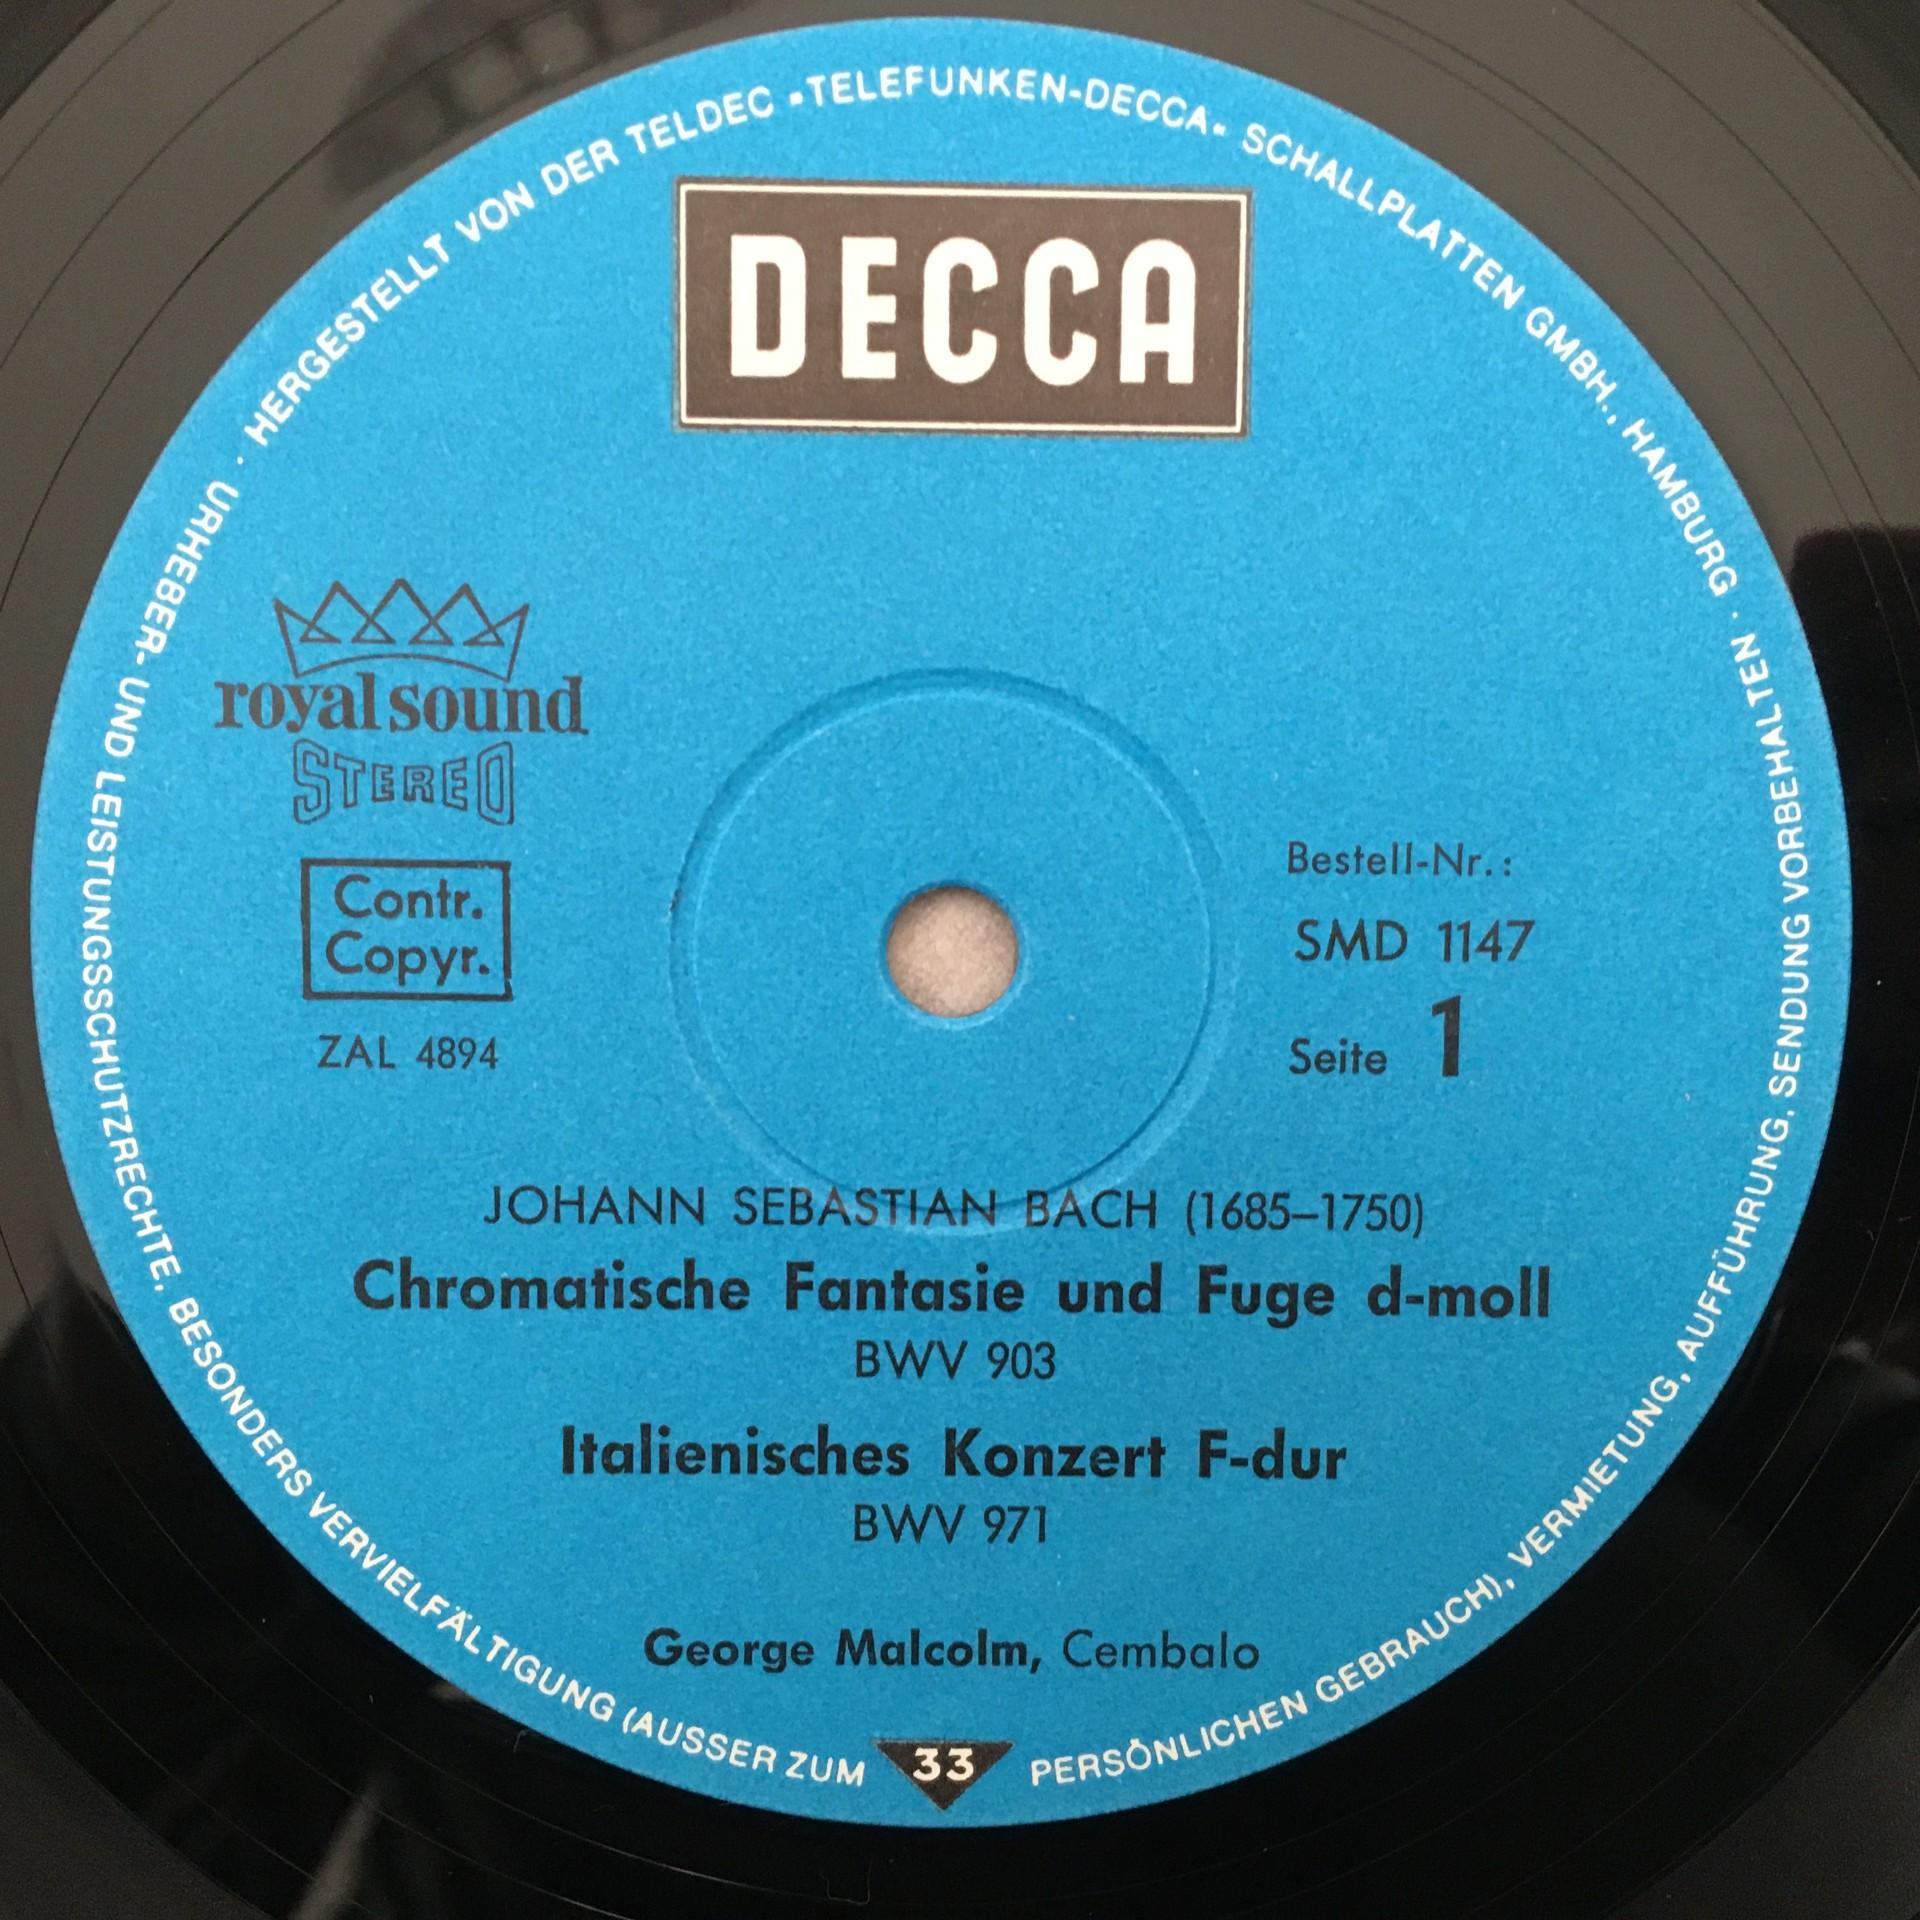 HERGESTELLT VON DER TELDEC »TELEFUNKEN-DECCA« SCHALLPLATTEN GMBH., HAMBURG ·
URHEBER- UND LEISTUNGSSCHUTZRECHTE, BESONDERS VERVIELFÄLTIGUNG (AUSSER ZUM PERSÖNLICHEN GEBRAUCH), VERMIETUNG, AUFFÜHRUNG, SENDUNG VORBEHALTEN ·
DECCA
royal sound
STEREO
Contr.
Copyr.
ZAL 4894
Bestell-Nr.:
SMD 1147
Seite 1
JOHANN SEBASTIAN BACH (1685–1750)
Chromatische Fantasie und Fuge d-moll
BWV 903
Italienisches Konzert F-dur
BWV 971
George Malcolm, Cembalo
33